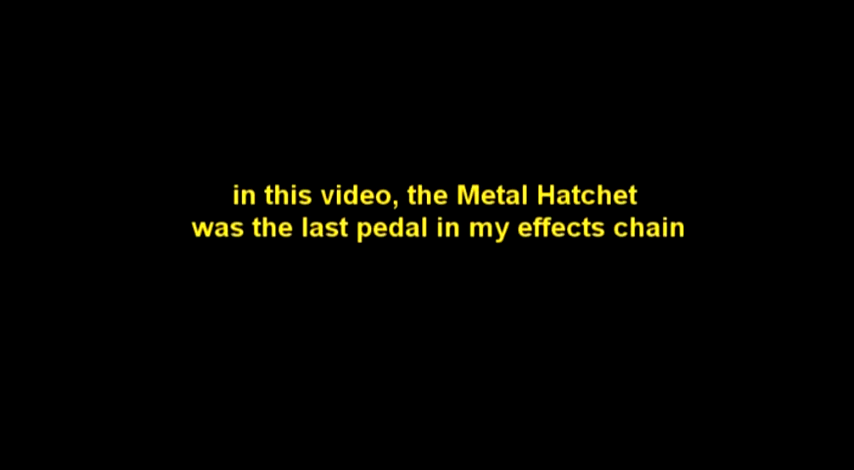 in this video, the Metal Hatchet
was the last pedal in my effects chain